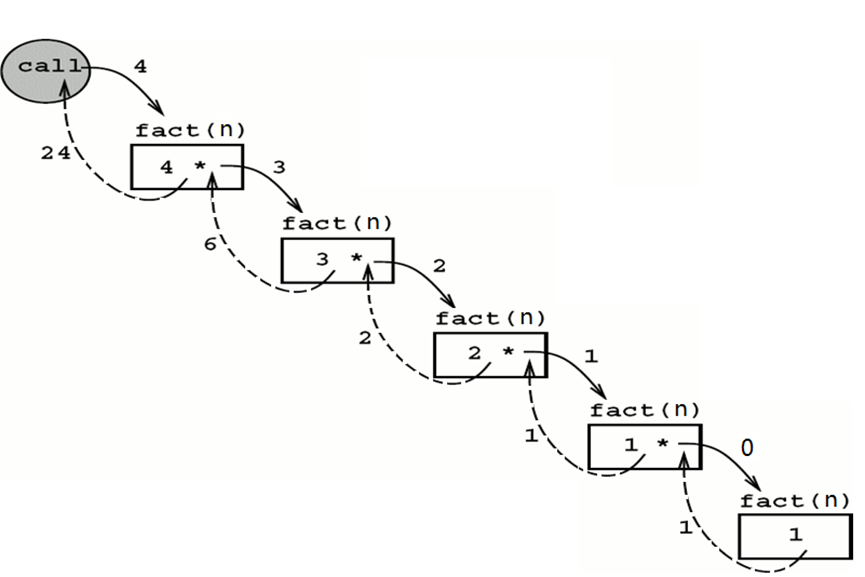 call 4
fact(n)
24 4 * 3
fact(n)
6 3 * 2
fact(n)
2 2 * 1
fact(n)
1 1 * 0
fact(n)
1 1